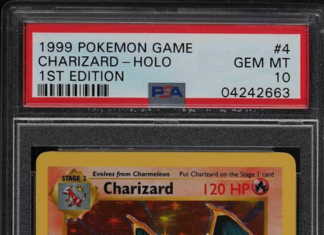 1999 POKEMON GAME #4
CHARIZARD-HOLO GEM MT
1ST EDITION 10
PSA 04242663
STAGE 2 Evolves from Charmeleon Put Charizard on the Stage 1 card
Charizard 120 HP